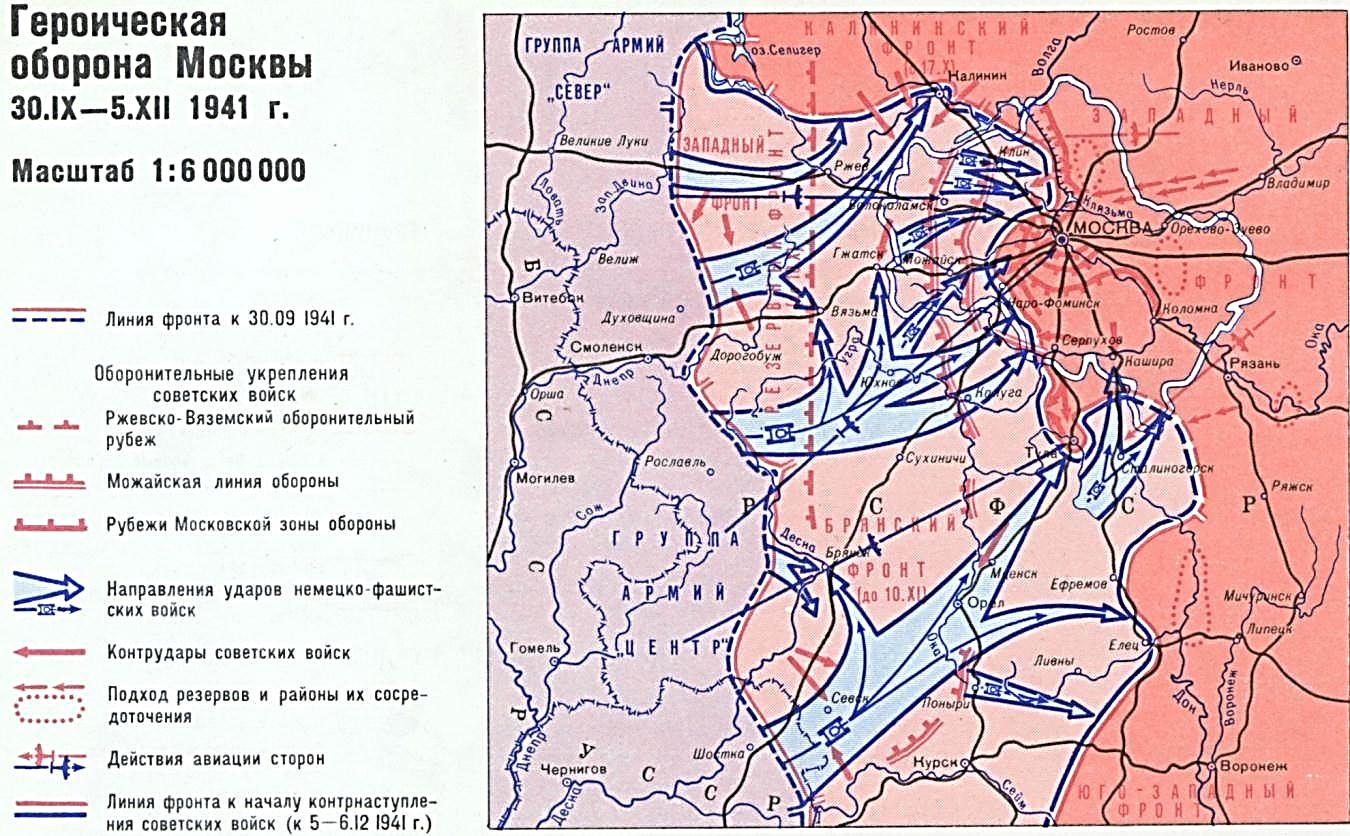 Героическая
оборона Москвы
30.IX—5.XII 1941 г.
Масштаб 1:6 000 000
Линия фронта к 30.09 1941 г.
Оборонительные укрепления
советских войск
Ржевско-Вяземский оборонительный
рубеж
Можайская линия обороны
Рубежи Московской зоны обороны
Направления ударов немецко-фашист-
ских войск
Контрудары советских войск
Подход резервов и районы их сосре-
доточения
Действия авиации сторон
Линия фронта к началу контрнаступле-
ния советских войск (к 5—6.12 1941 г.)
ГРУППА АРМИЙ
„СЕВЕР"
КАЛИНИНСКИЙ
ФРОНТ
(с 17.X)
оз.Селигер
Калинин
Волга
Ростов
Иваново
Нерль
ЗАПАДНЫЙ
Великие Луки
ЗАПАДНЫЙ
ФРОНТ
РЕЗЕРВНЫЙ ФРОНТ
Ржев
Клин
Владимир
Ловать
Зап.Двина
Волоколамск
Клязьма
МОСКВА
Орехово-Зуево
Велиж
Гжатск
Можайск
ФРОНТ
Б
Витебск
Духовщина
Вязьма
Наро-Фоминск
Коломна
Смоленск
Дорогобуж
Угра
Серпухов
Кашира
Рязань
Ока
Днепр
Орша
Юхнов
Калуга
С
Рославль
Сухиничи
Тула
Сталиногорск
Могилев
Ряжск
Сож
Р С Ф С Р
ГРУППА
АРМИЙ
„ЦЕНТР"
С
Десна
Брянск
БРЯНСКИЙ
ФРОНТ
(до 10.XI)
Мценск
Ефремов
Орел
Мичуринск
Гомель
Ока
Елец
Липецк
Ливны
Севск
Поныри
Дон
Воронеж
Р
Днепр
Шостка
У
С
С
Р
Чернигов
Десна
Курск
Сейм
Воронеж
ЮГО-ЗАПАДНЫЙ
ФРОНТ